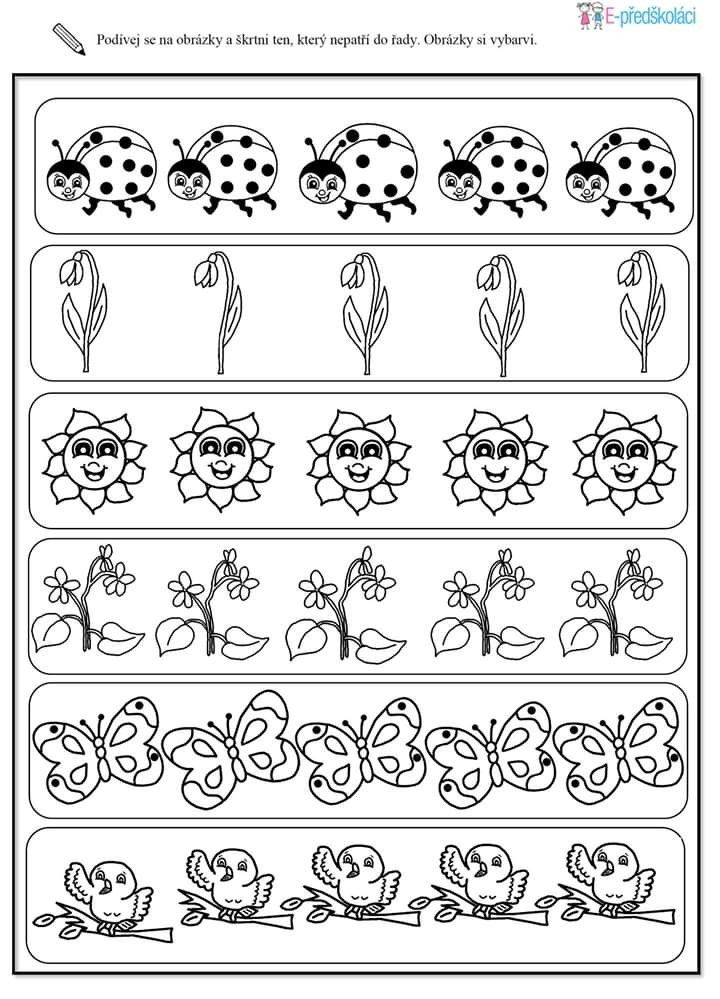 E-předškoláci
Podívej se na obrázky a škrtni ten, který nepatří do řady. Obrázky si vybarvi.